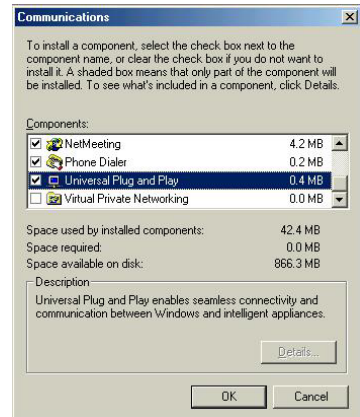 Communications
To install a component, select the check box next to the
component name, or clear the check box if you do not want to
install it. A shaded box means that only part of the component will
be installed. To see what's included in a component, click Details.
Components:
NetMeeting 4.2 MB
Phone Dialer 0.2 MB
Universal Plug and Play 0.4 MB
Virtual Private Networking 0.0 MB
Space used by installed components: 42.4 MB
Space required: 0.0 MB
Space available on disk: 866.3 MB
Description
Universal Plug and Play enables seamless connectivity and
communication between Windows and intelligent appliances.
Details...
OK Cancel